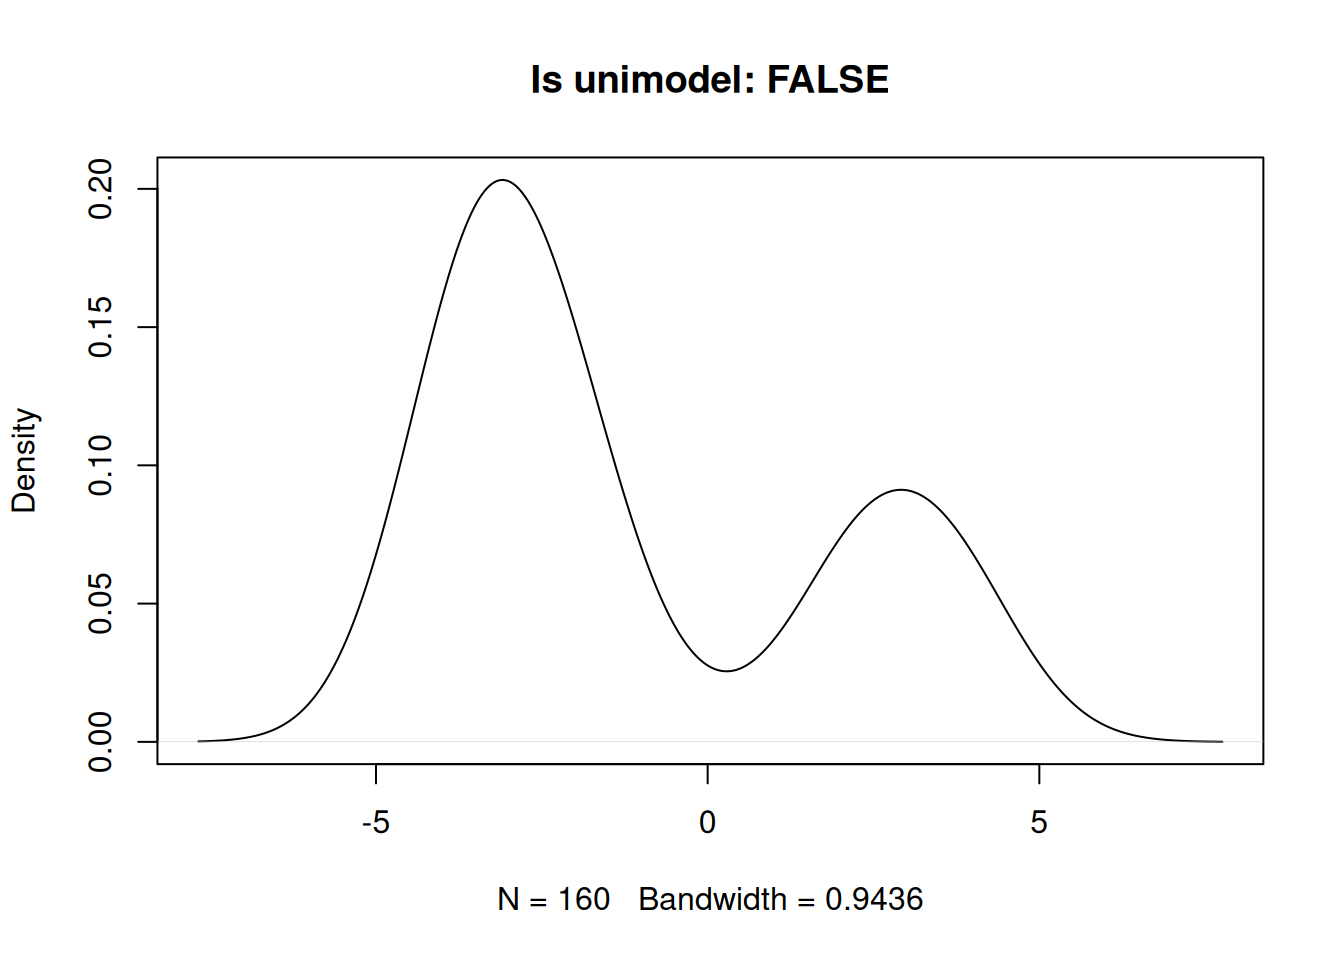 Is unimodel: FALSE
Density
0.20
0.15
0.10
0.05
0.00
-5 0 5
N = 160 Bandwidth = 0.9436